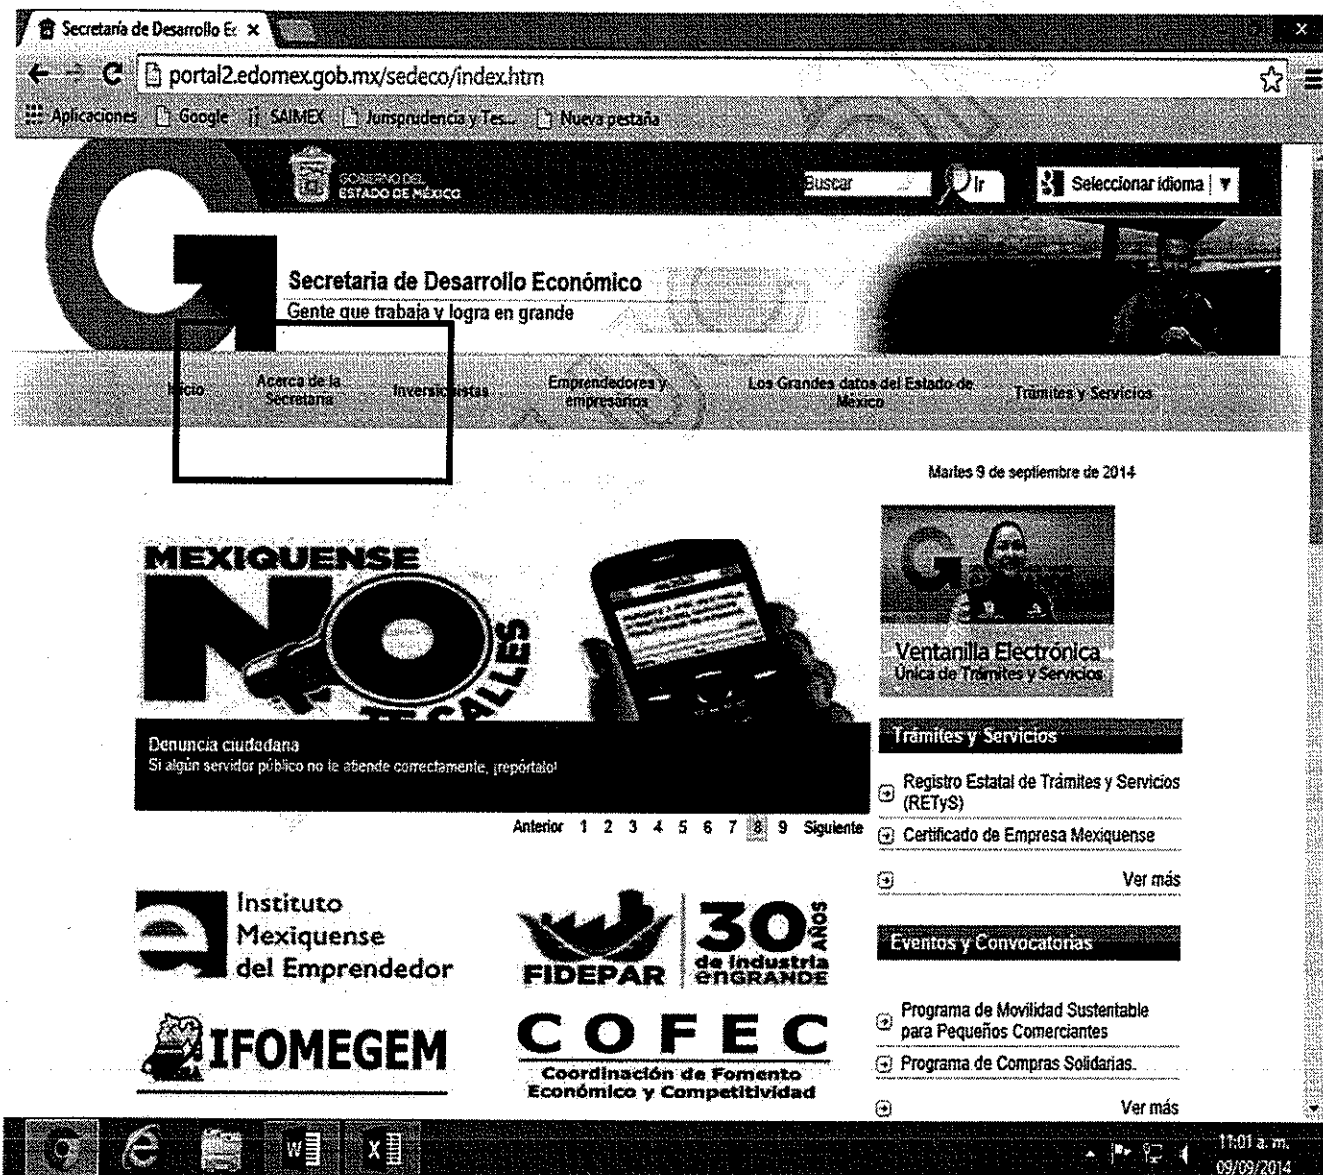 Secretaría de Desarrollo Ec
portal2.edomex.gob.mx/sedeco/index.htm
Aplicaciones Google SAIMEX Jurisprudencia y Tes... Nueva pestaña
GOBIERNO DEL
ESTADO DE MÉXICO
Buscar Ir Seleccionar idioma
Secretaria de Desarrollo Económico
Gente que trabaja y logra en grande
Inicio
Acerca de la
Secretaría
Inversionistas
Emprendedores y
empresarios
Los Grandes datos del Estado de
México
Trámites y Servicios
Martes 9 de septiembre de 2014
MEXIQUENSE
NO
TE CALLES
Denuncia ciudadana
Si algún servidor público no le atiende correctamente, ¡repórtalo!
Anterior 1 2 3 4 5 6 7 8 9 Siguiente
Ventanilla Electrónica
Única de Trámites y Servicios
Trámites y Servicios
Registro Estatal de Trámites y Servicios
(RETyS)
Certificado de Empresa Mexiquense
Ver más
Eventos y Convocatorias
Programa de Movilidad Sustentable
para Pequeños Comerciantes
Programa de Compras Solidarias.
Ver más
Instituto
Mexiquense
del Emprendedor
FIDEPAR
30 AÑOS
de industria
enGRANDE
IFOMEGEM
COFEC
Coordinación de Fomento
Económico y Competitividad
11:01 a. m.
09/09/2014